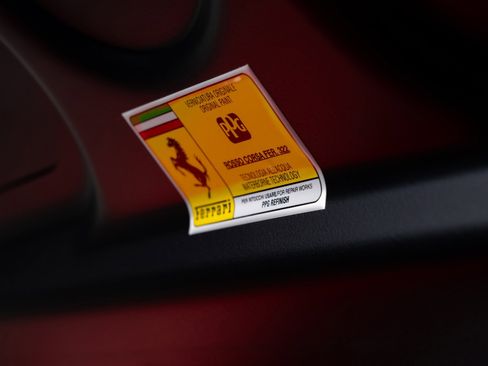 VERNICIATURA ORIGINALE
ORIGINAL PAINT
PPG
ROSSO CORSA FER. 322
TECNOLOGIA ALL'ACQUA
WATERBORNE TECHNOLOGY
PER RITOCCHI USARE/FOR REPAIR WORKS
PPG REFINISH
Ferrari